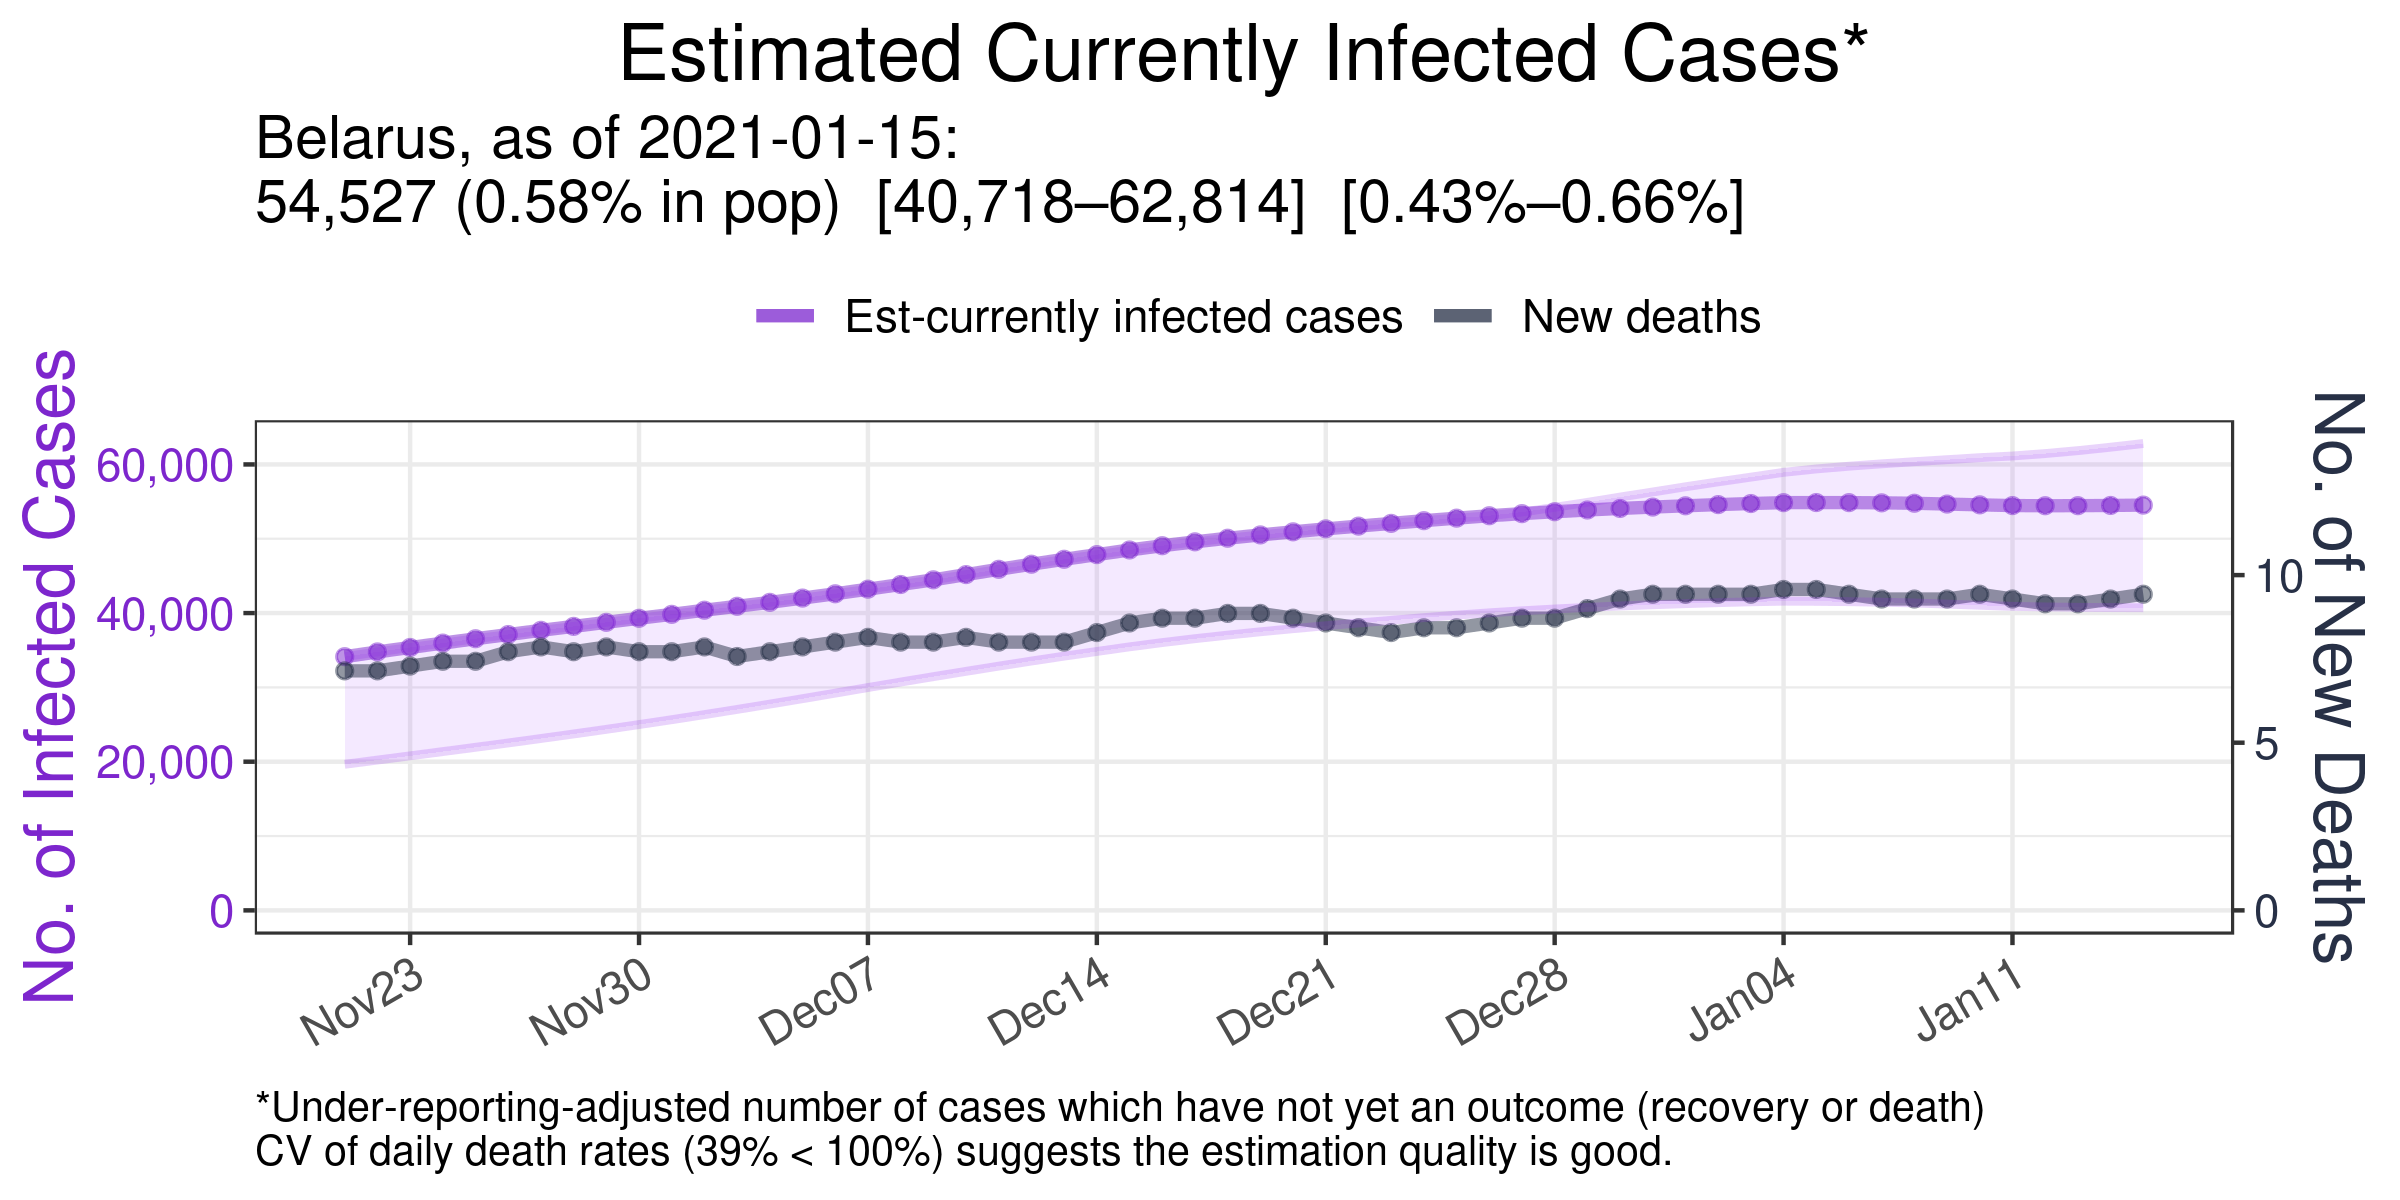 Estimated Currently Infected Cases*
Belarus, as of 2021-01-15:
54,527 (0.58% in pop)  [40,718–62,814]  [0.43%–0.66%]
Est-currently infected cases
New deaths
No. of Infected Cases
60,000
40,000
20,000
0
No. of New Deaths
10
5
0
Nov23
Nov30
Dec07
Dec14
Dec21
Dec28
Jan04
Jan11
*Under-reporting-adjusted number of cases which have not yet an outcome (recovery or death)
CV of daily death rates (39% < 100%) suggests the estimation quality is good.